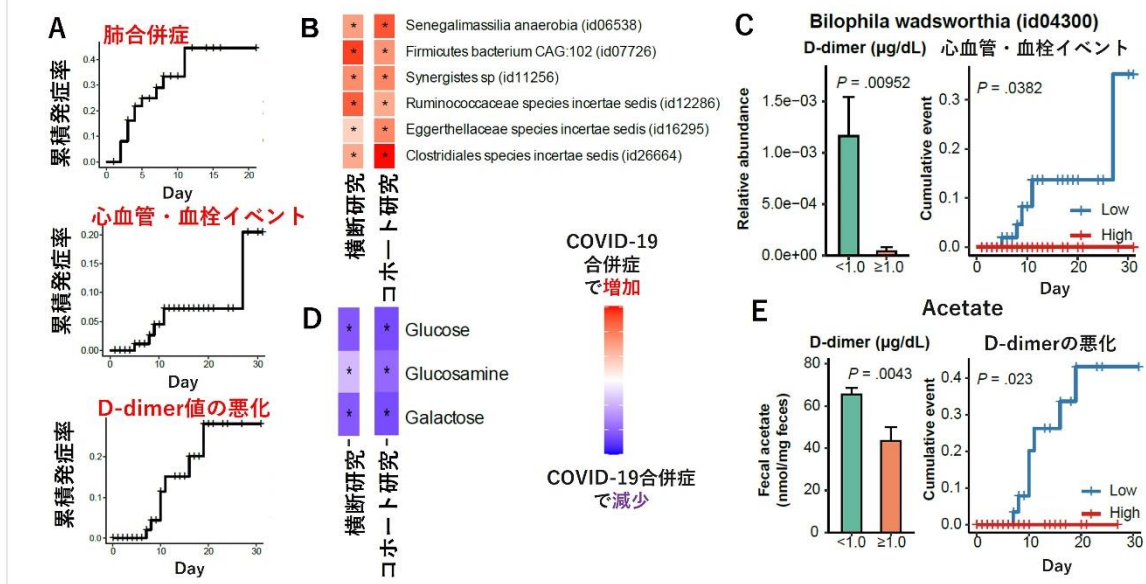 A
肺合併症
累積発症率
0.4
0.3
0.2
0.1
0.0
0
5
10
15
20
Day
心血管・血栓イベント
累積発症率
0.20
0.15
0.10
0.05
0.00
0
10
20
30
Day
D-dimer値の悪化
累積発症率
0.2
0.1
0.0
0
10
20
30
Day
B
* * Senegalimassilia anaerobia (id06538)
* * Firmicutes bacterium CAG:102 (id07726)
* * Synergistes sp (id11256)
* * Ruminococcaceae species incertae sedis (id12286)
* * Eggerthellaceae species incertae sedis (id16295)
* * Clostridiales species incertae sedis (id26664)
横断研究
コホート研究
COVID-19
合併症
で増加
COVID-19合併症
で減少
D
* * Glucose
* * Glucosamine
* * Galactose
横断研究
コホート研究
C
Bilophila wadsworthia (id04300)
D-dimer (µg/dL)
P = .00952
Relative abundance
1.5e−03
1.0e−03
5.0e−04
0.0e+00
<1.0
≥1.0
心血管・血栓イベント
P = .0382
Cumulative event
0.3
0.2
0.1
0.0
Low
High
0
10
20
30
Day
E
Acetate
D-dimer (µg/dL)
P = .0043
Fecal acetate
(nmol/mg feces)
80
60
40
20
0
<1.0
≥1.0
D-dimerの悪化
P = .023
Cumulative event
0.4
0.3
0.2
0.1
0.0
Low
High
0
10
20
30
Day